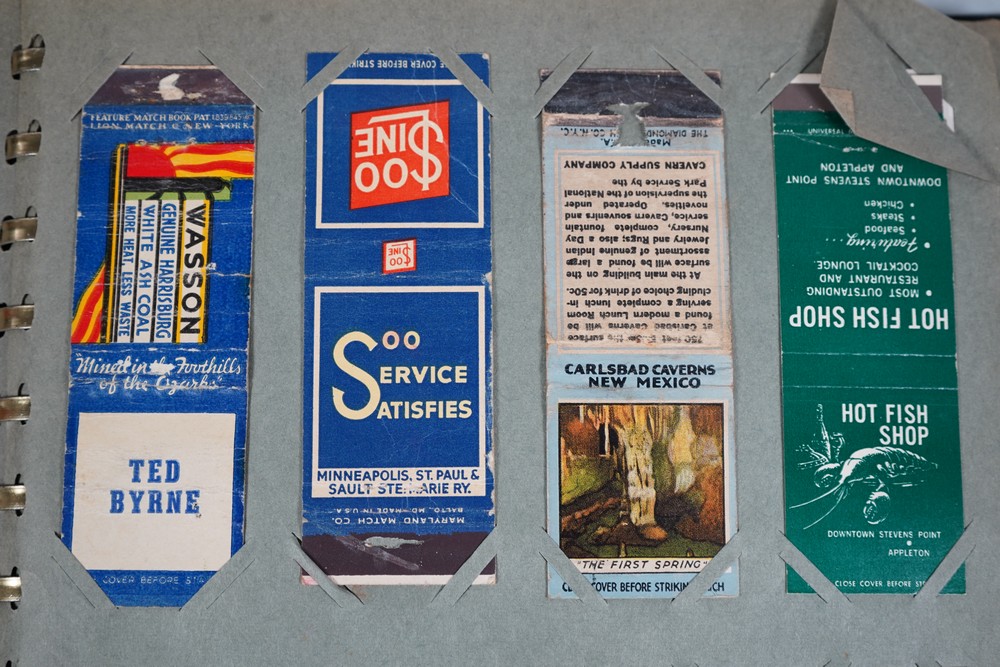 FEATURE MATCH BOOK PAT
LION MATCH C NEW YORK
WASSON
GENUINE HARRISBURG
WHITE ASH COAL
MORE HEAT LESS WASTE
"Mined in the Foothills
of the Ozarks"
TED
BYRNE
COVER BEFORE
E COVER BEFORE STRIKI
SOO
LINE
SOO
LINE
SOO
SERVICE
SATISFIES
MINNEAPOLIS, ST. PAUL &
SAULT STE. MARIE RY.
MARYLAND MATCH CO.
BALTO., MD. MADE IN U.S.A.
THE DIAMOND MATCH CO. N.Y.C.
750 feet below the surface
at Carlsbad Caverns will be
found a modern Lunch Room
serving a complete lunch in-
cluding choice of drink for 50c.
At the main building on the
surface will be found a large
assortment of genuine Indian
Jewelry and Rugs; also a Day
Nursery, complete fountain
service, Cavern souvenirs and
novelties. Operated under
the supervision of the National
Park Service by the
CAVERN SUPPLY COMPANY
CARLSBAD CAVERNS
NEW MEXICO
"THE FIRST SPRING"
COVER BEFORE STRIKIN
HOT FISH SHOP
• MOST OUTSTANDING
RESTAURANT AND
COCKTAIL LOUNGE
• Featuring...
• Seafood
• Steaks
• Chicken
DOWNTOWN STEVENS POINT
AND APPLETON
HOT FISH
SHOP
DOWNTOWN STEVENS POINT
•
APPLETON
CLOSE COVER BEFORE